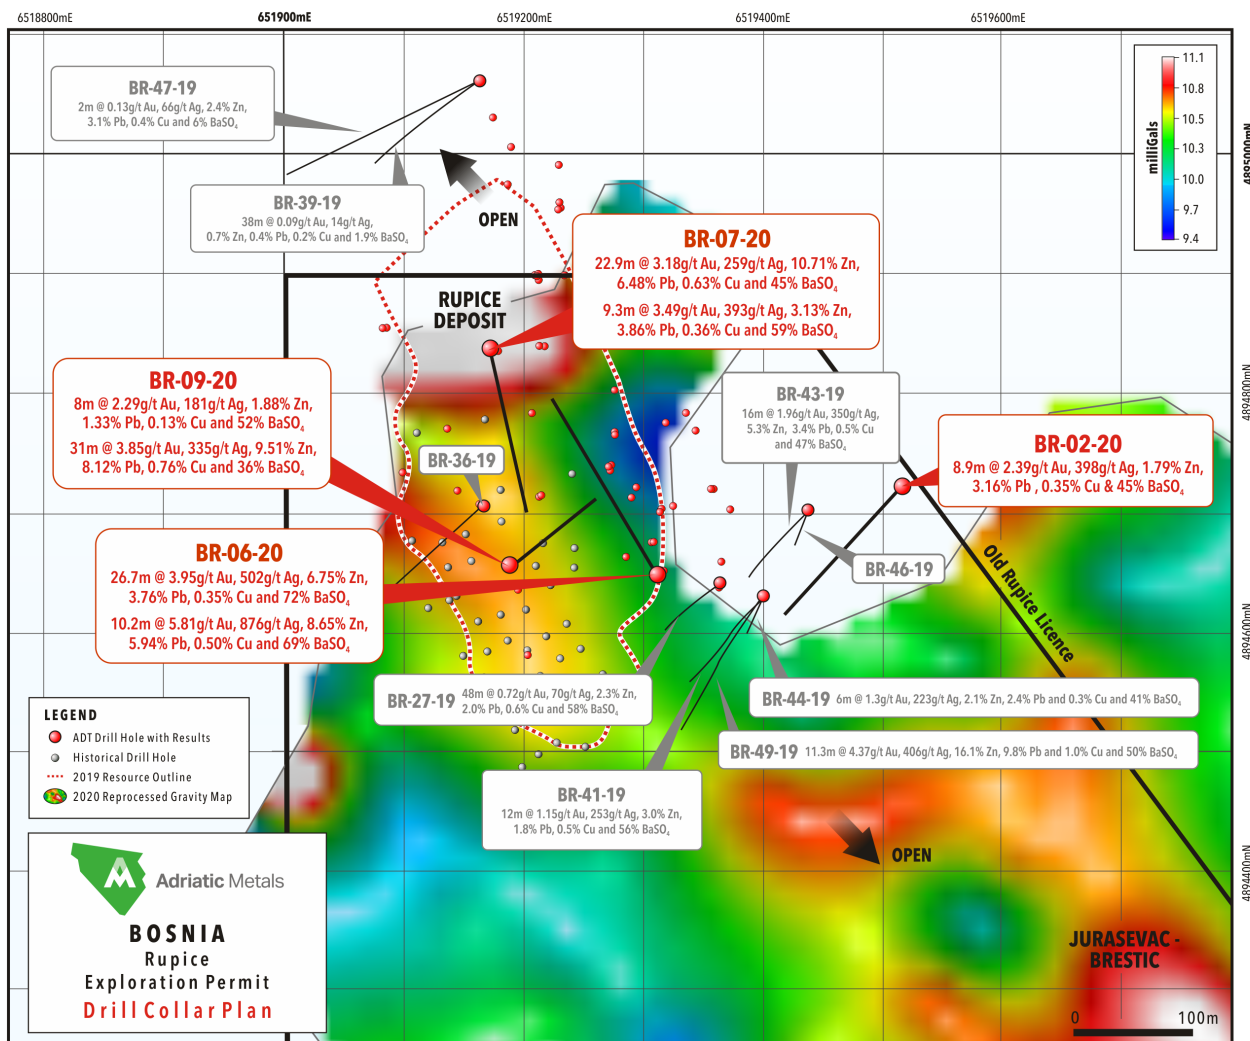 6518800mE
651900mE
6519200mE
6519400mE
6519600mE
BR-47-19
2m @ 0.13g/t Au, 66g/t Ag, 2.4% Zn,
3.1% Pb, 0.4% Cu and 6% BaSO4
11.1
10.8
10.5
10.3
10.0
9.7
9.4
milliGals
4895000mN
BR-39-19
38m @ 0.09g/t Au, 14g/t Ag,
0.7% Zn, 0.4% Pb, 0.2% Cu and 1.9% BaSO4
OPEN
BR-07-20
22.9m @ 3.18g/t Au, 259g/t Ag, 10.71% Zn,
6.48% Pb, 0.63% Cu and 45% BaSO4
9.3m @ 3.49g/t Au, 393g/t Ag, 3.13% Zn,
3.86% Pb, 0.36% Cu and 59% BaSO4
RUPICE
DEPOSIT
BR-09-20
8m @ 2.29g/t Au, 181g/t Ag, 1.88% Zn,
1.33% Pb, 0.13% Cu and 52% BaSO4
31m @ 3.85g/t Au, 335g/t Ag, 9.51% Zn,
8.12% Pb, 0.76% Cu and 36% BaSO4
BR-43-19
16m @ 1.96g/t Au, 350g/t Ag,
5.3% Zn, 3.4% Pb, 0.5% Cu
and 47% BaSO4
4894800mN
BR-02-20
8.9m @ 2.39g/t Au, 398g/t Ag, 1.79% Zn,
3.16% Pb , 0.35% Cu & 45% BaSO4
BR-36-19
BR-06-20
26.7m @ 3.95g/t Au, 502g/t Ag, 6.75% Zn,
3.76% Pb, 0.35% Cu and 72% BaSO4
10.2m @ 5.81g/t Au, 876g/t Ag, 8.65% Zn,
5.94% Pb, 0.50% Cu and 69% BaSO4
BR-46-19
Old Rupice Licence
4894600mN
BR-27-19
48m @ 0.72g/t Au, 70g/t Ag, 2.3% Zn,
2.0% Pb, 0.6% Cu and 58% BaSO4
BR-44-19 6m @ 1.3g/t Au, 223g/t Ag, 2.1% Zn, 2.4% Pb and 0.3% Cu and 41% BaSO4
BR-49-19 11.3m @ 4.37g/t Au, 406g/t Ag, 16.1% Zn, 9.8% Pb and 1.0% Cu and 50% BaSO4
BR-41-19
12m @ 1.15g/t Au, 253g/t Ag, 3.0% Zn,
1.8% Pb, 0.5% Cu and 56% BaSO4
LEGEND
ADT Drill Hole with Results
Historical Drill Hole
2019 Resource Outline
2020 Reprocessed Gravity Map
OPEN
4894400mN
Adriatic Metals
BOSNIA
Rupice
Exploration Permit
Drill Collar Plan
JURASEVAC -
BRESTIC
0 100m